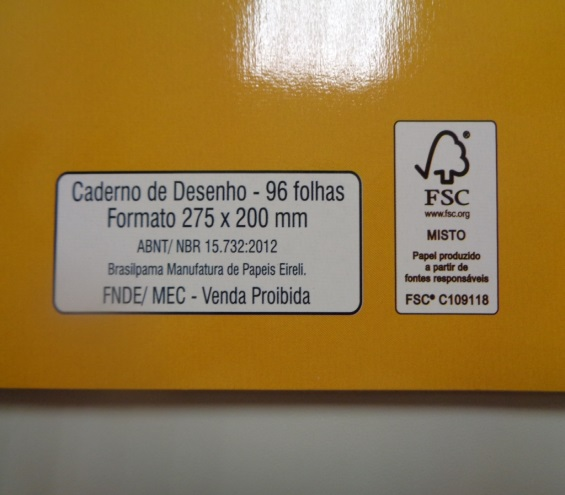 Caderno de Desenho - 96 folhas
Formato 275 x 200 mm
ABNT/ NBR 15.732:2012
Brasilpama Manufatura de Papeis Eireli.
FNDE/ MEC - Venda Proibida
®
FSC
www.fsc.org
MISTO
Papel produzido
a partir de
fontes responsáveis
FSC® C109118